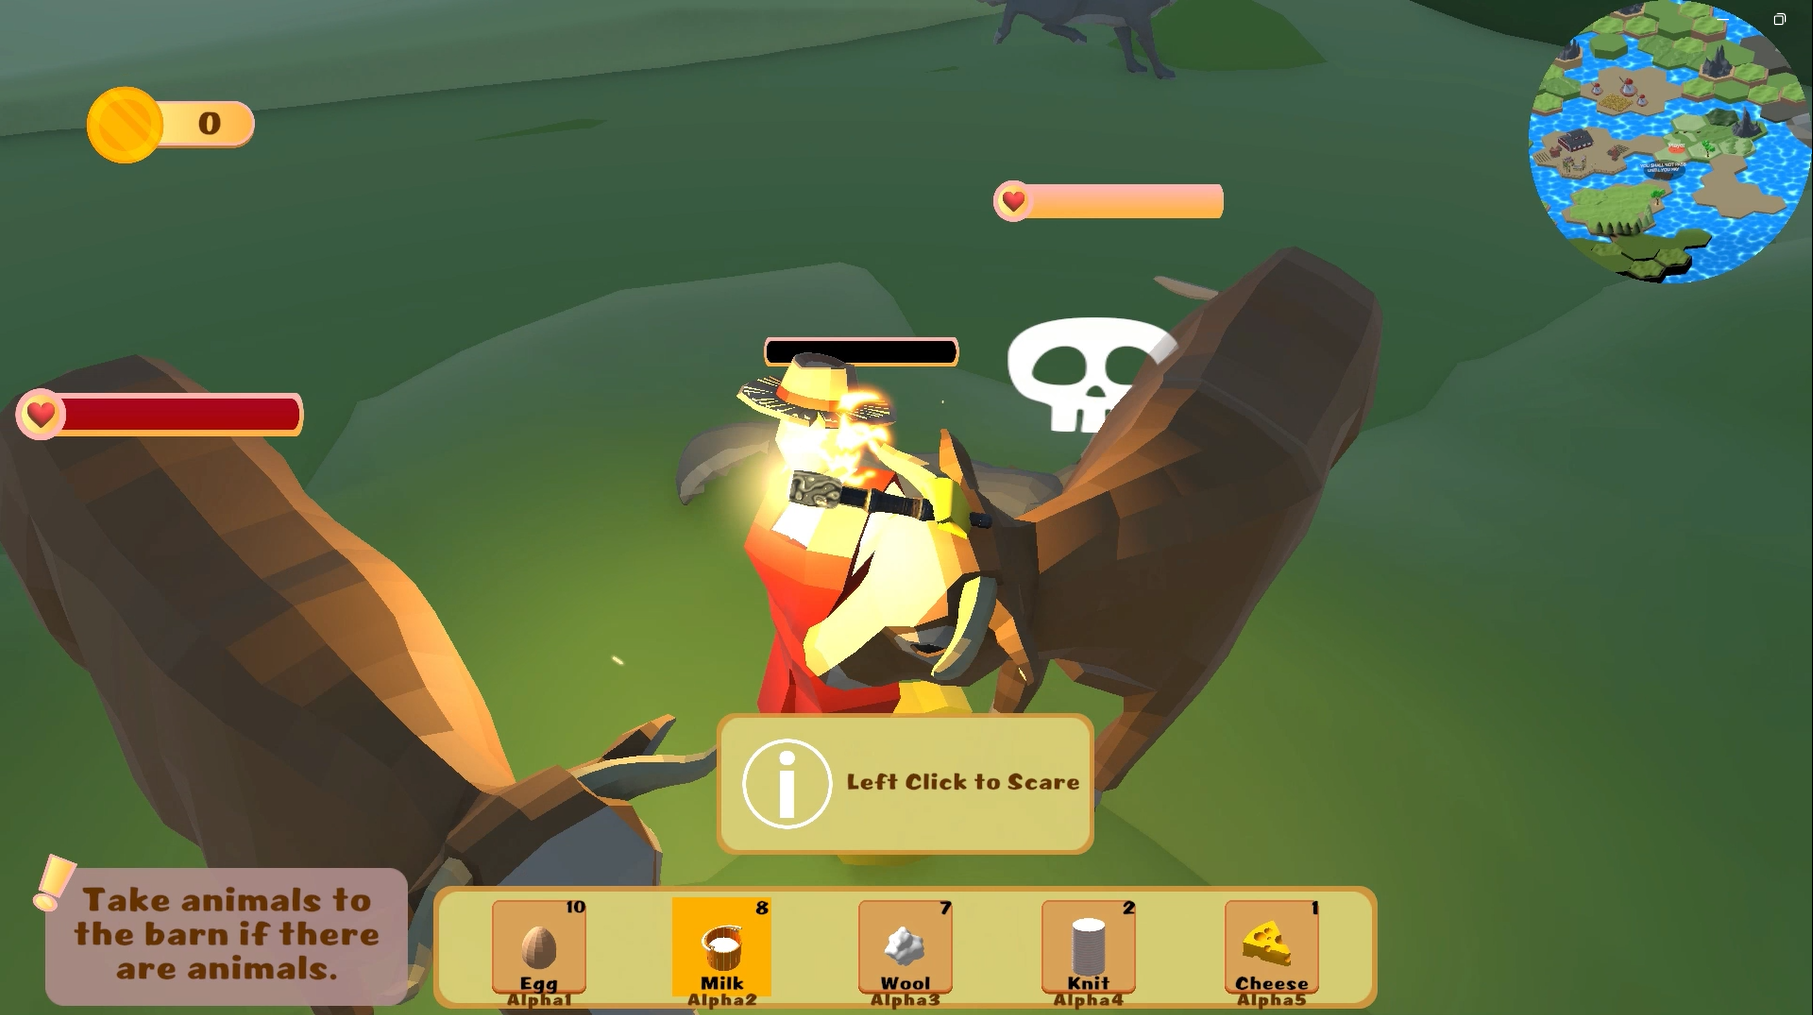 0
Left Click to Scare
Take animals to
the barn if there
are animals.
10
Egg
Alpha1
8
Milk
Alpha2
7
Wool
Alpha3
2
Knit
Alpha4
1
Cheese
Alpha5